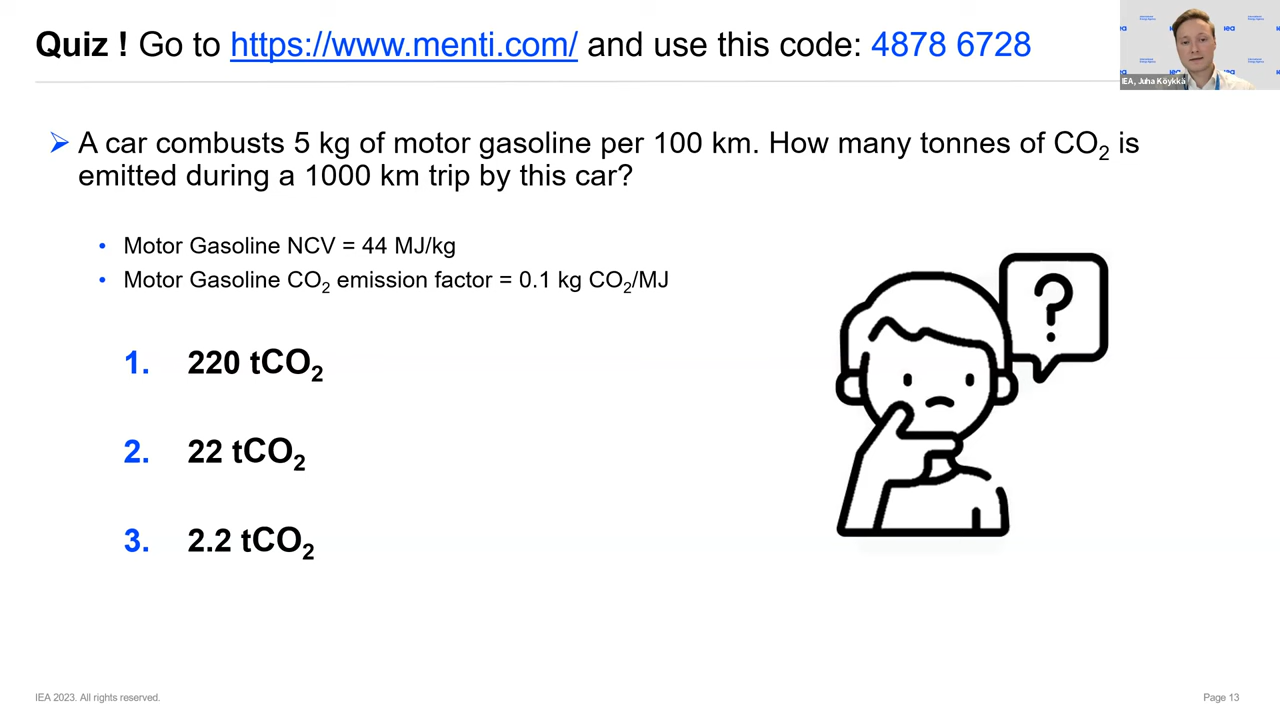 Quiz ! Go to https://www.menti.com/ and use this code: 4878 6728
IEA, Juha Köykkä
➢ A car combusts 5 kg of motor gasoline per 100 km. How many tonnes of CO₂ is
emitted during a 1000 km trip by this car?
• Motor Gasoline NCV = 44 MJ/kg
• Motor Gasoline CO₂ emission factor = 0.1 kg CO₂/MJ
?
1. 220 tCO₂
2. 22 tCO₂
3. 2.2 tCO₂
IEA 2023. All rights reserved.
Page 13